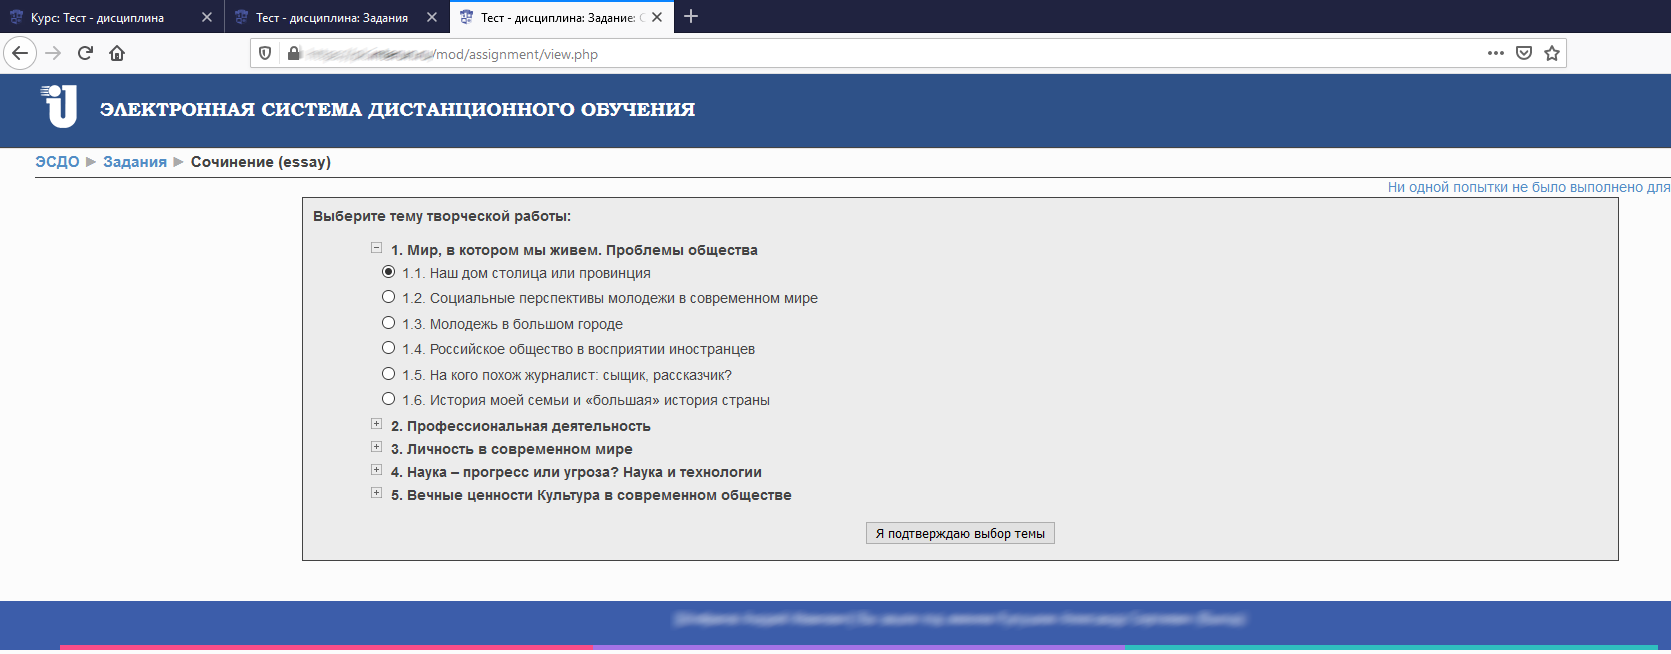 Курс: Тест - дисциплина
Тест - дисциплина: Задания
Тест - дисциплина: Задание:
/mod/assignment/view.php
ЭЛЕКТРОННАЯ СИСТЕМА ДИСТАНЦИОННОГО ОБУЧЕНИЯ
ЭСДО ▶ Задания ▶ Сочинение (essay)
Ни одной попытки не было выполнено для
Выберите тему творческой работы:
1. Мир, в котором мы живем. Проблемы общества
1.1. Наш дом столица или провинция
1.2. Социальные перспективы молодежи в современном мире
1.3. Молодежь в большом городе
1.4. Российское общество в восприятии иностранцев
1.5. На кого похож журналист: сыщик, рассказчик?
1.6. История моей семьи и «большая» история страны
2. Профессиональная деятельность
3. Личность в современном мире
4. Наука – прогресс или угроза? Наука и технологии
5. Вечные ценности Культура в современном обществе
Я подтверждаю выбор темы